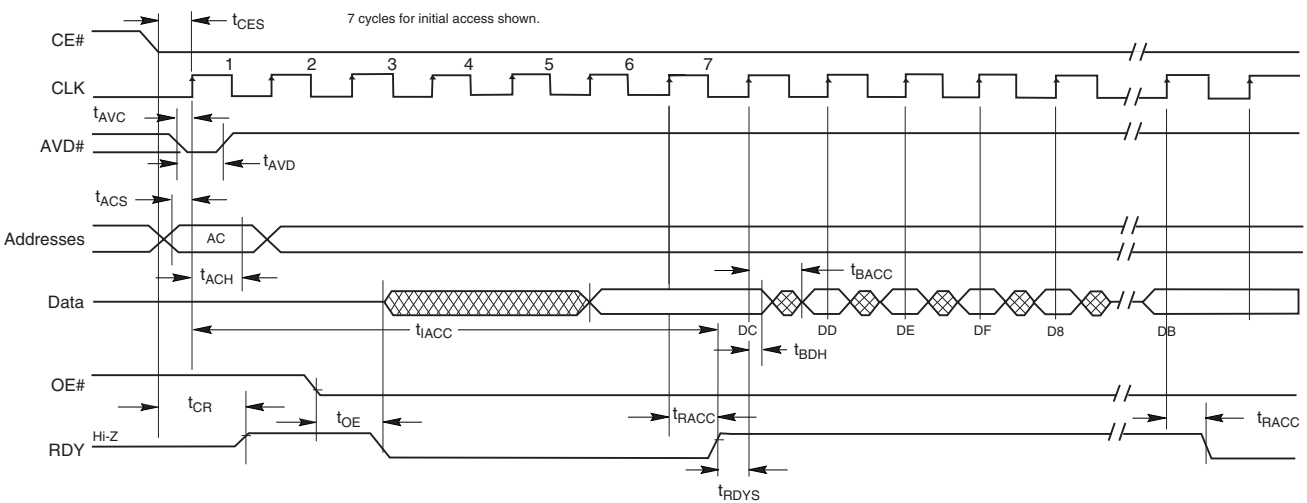 tCES
7 cycles for initial access shown.
CE#
1 2 3 4 5 6 7
CLK
tAVC
AVD#
tAVD
tACS
Addresses
AC
tACH
tBACC
Data
tIACC
DC DD DE DF D8 DB
tBDH
OE#
tCR
tOE
tRACC
tRACC
Hi-Z
RDY
tRDYS